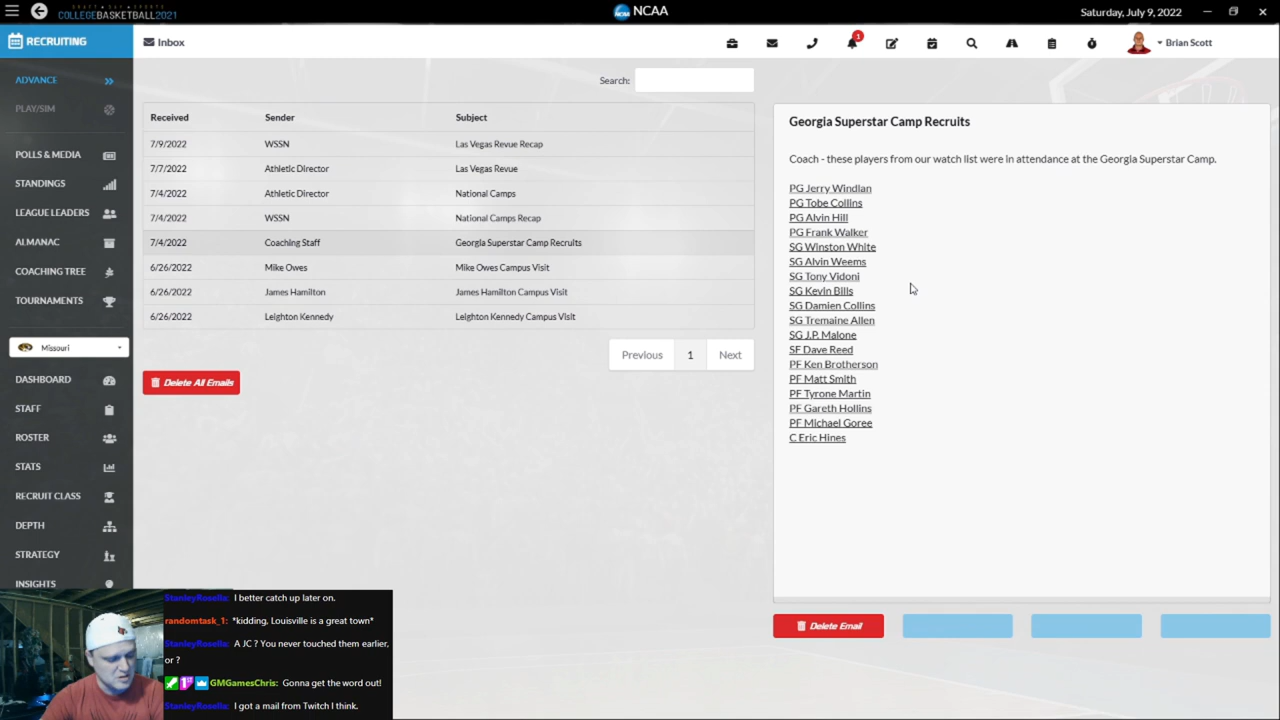 DRAFT DAY SPORTS
COLLEGEBASKETBALL2021
NCAA
Saturday, July 9, 2022
RECRUITING
Inbox
1
Brian Scott
ADVANCE
PLAY/SIM
POLLS & MEDIA
STANDINGS
LEAGUE LEADERS
ALMANAC
COACHING TREE
TOURNAMENTS
Missouri
DASHBOARD
STAFF
ROSTER
STATS
RECRUIT CLASS
DEPTH
STRATEGY
INSIGHTS
Search:
Received Sender Subject
7/9/2022 WSSN Las Vegas Revue Recap
7/7/2022 Athletic Director Las Vegas Revue
7/4/2022 Athletic Director National Camps
7/4/2022 WSSN National Camps Recap
7/4/2022 Coaching Staff Georgia Superstar Camp Recruits
6/26/2022 Mike Owes Mike Owes Campus Visit
6/26/2022 James Hamilton James Hamilton Campus Visit
6/26/2022 Leighton Kennedy Leighton Kennedy Campus Visit
Previous 1 Next
Delete All Emails
Georgia Superstar Camp Recruits
Coach - these players from our watch list were in attendance at the Georgia Superstar Camp.
PG Jerry Windlan
PG Tobe Collins
PG Alvin Hill
PG Frank Walker
SG Winston White
SG Alvin Weems
SG Tony Vidoni
SG Kevin Bills
SG Damien Collins
SG Tremaine Allen
SG J.P. Malone
SF Dave Reed
PF Ken Brotherson
PF Matt Smith
PF Tyrone Martin
PF Gareth Hollins
PF Michael Goree
C Eric Hines
Delete Email
StanleyRosella: I better catch up later on.
randomtask_1: *kidding, Louisville is a great town*
StanleyRosella: A JC ? You never touched them earlier,
or ?
GMGamesChris: Gonna get the word out!
StanleyRosella: I got a mail from Twitch I think.